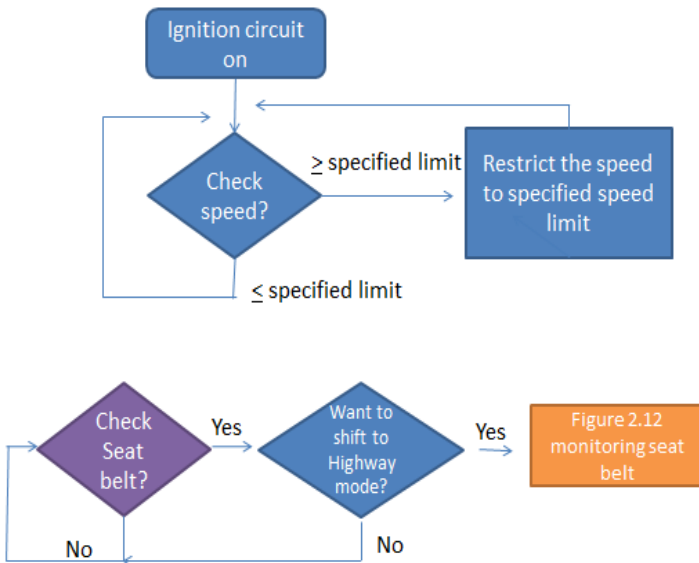 Ignition circuit
on
≥ specified limit
Check
speed?
Restrict the speed
to specified speed
limit
≤ specified limit
Check
Seat
belt?
Yes
Want to
shift to
Highway
mode?
Yes
Figure 2.12
monitoring seat
belt
No
No